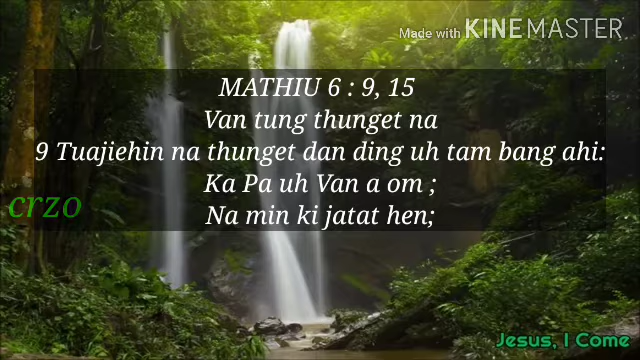 Made with KINEMASTER
MATHIU 6 : 9, 15
Van tung thunget na
9 Tuajiehin na thunget dan ding uh tam bang ahi:
Ka Pa uh Van a om ;
Na min ki jatat hen;
crzo
Jesus, I Come